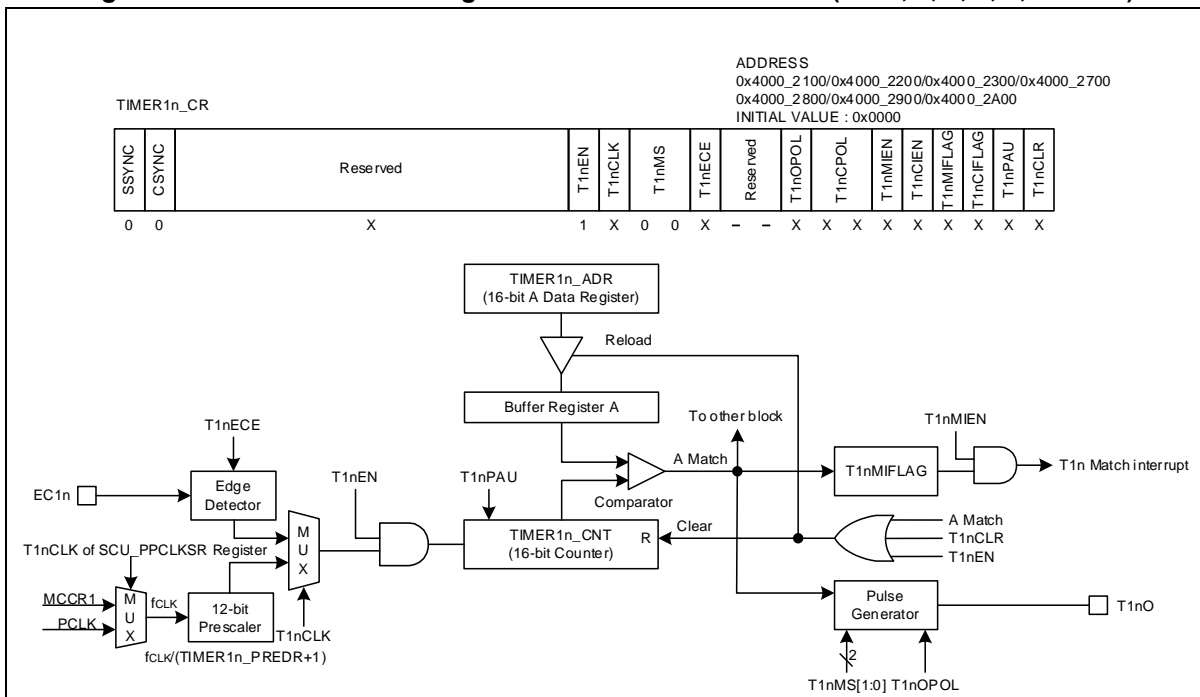 ADDRESS
0x4000_2100/0x4000_2200/0x4000_2300/0x4000_2700
0x4000_2800/0x4000_2900/0x4000_2A00
INITIAL VALUE : 0x0000
TIMER1n_CR
SSYNC CSYNC Reserved T1nEN T1nCLK T1nMS T1nECE Reserved T1nOPOL T1nCPOL T1nMIEN T1nCIEN T1nMIFLAG T1nCIFLAG T1nPAU T1nCLR
0 0 X 1 X 0 0 X – – X X X X X X X X X
TIMER1n_ADR
(16-bit A Data Register)
Reload
Buffer Register A
To other block
T1nECE
T1nMIEN
A Match
T1nMIFLAG
T1n Match interrupt
Edge
Detector
EC1n
T1nEN
T1nPAU
Comparator
TIMER1n_CNT
(16-bit Counter)
R
Clear
A Match
T1nCLR
T1nEN
MUX
T1nCLK of SCU_PPCLKSR Register
MCCR1
PCLK
MUX
fCLK
12-bit
Prescaler
T1nCLK
fCLK/(TIMER1n_PREDR+1)
Pulse
Generator
T1nO
2
T1nMS[1:0] T1nOPOL